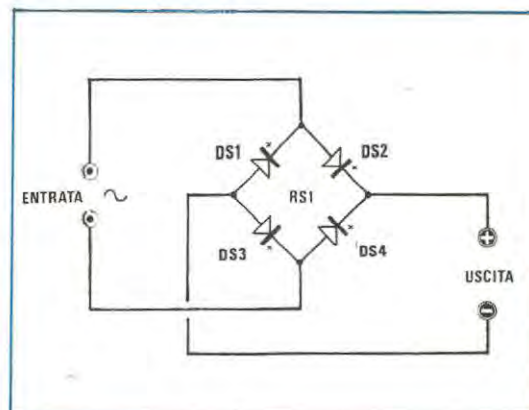 DS1 DS2
ENTRATA ~ RS1
DS3 DS4
USCITA
+
−